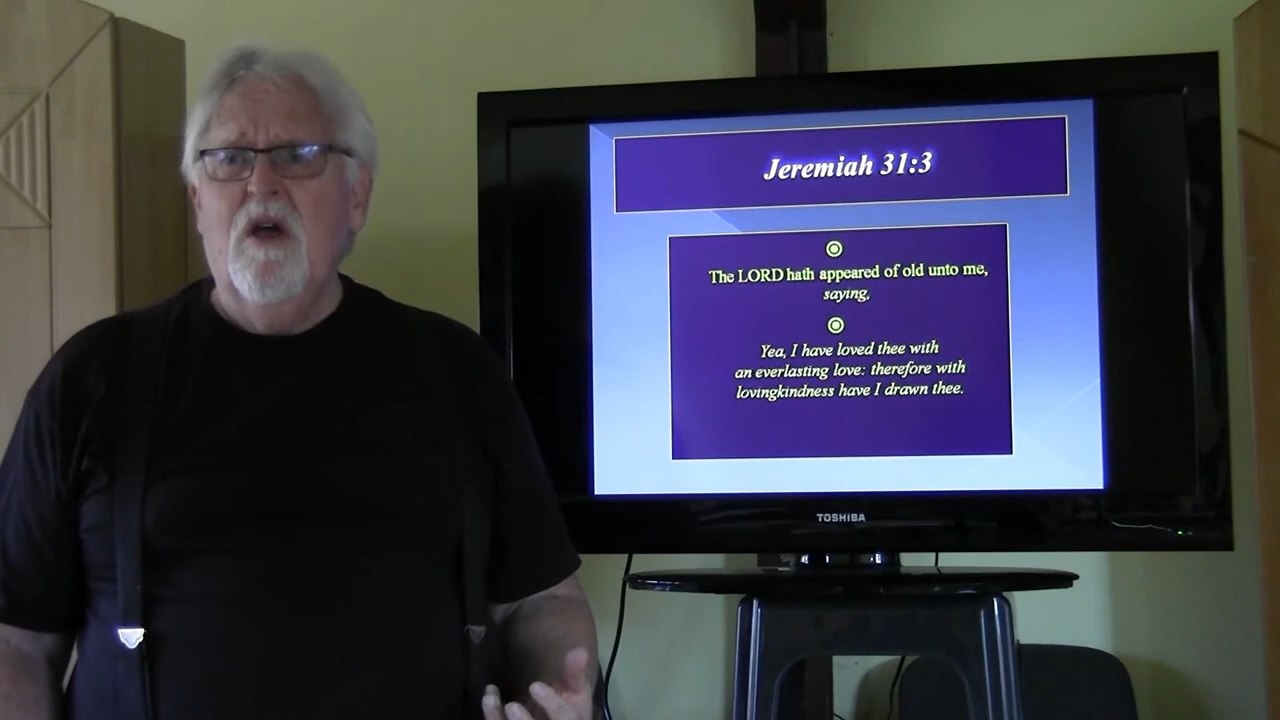 Jeremiah 31:3
The LORD hath appeared of old unto me,
saying,
Yea, I have loved thee with
an everlasting love: therefore with
lovingkindness have I drawn thee.
TOSHIBA